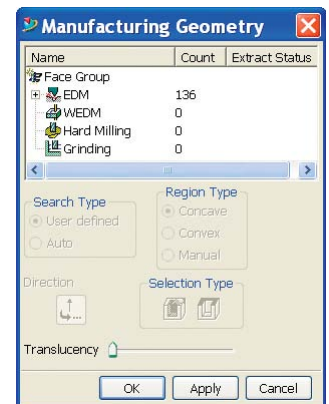 Manufacturing Geometry
Name Count Extract Status
Face Group
EDM 136
WEDM 0
Hard Milling 0
Grinding 0
Search Type
User defined
Auto
Region Type
Concave
Convex
Manual
Direction
Selection Type
Translucency
OK Apply Cancel